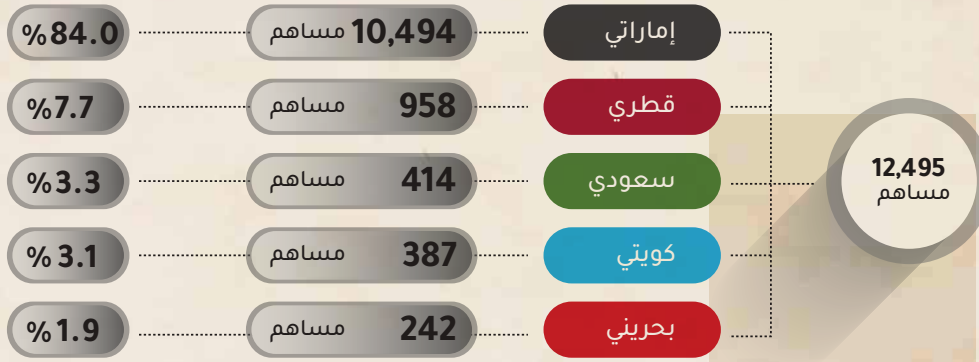 12,495
مساهم
إماراتي 10,494 مساهم %84.0
قطري 958 مساهم %7.7
سعودي 414 مساهم %3.3
كويتي 387 مساهم %3.1
بحريني 242 مساهم %1.9